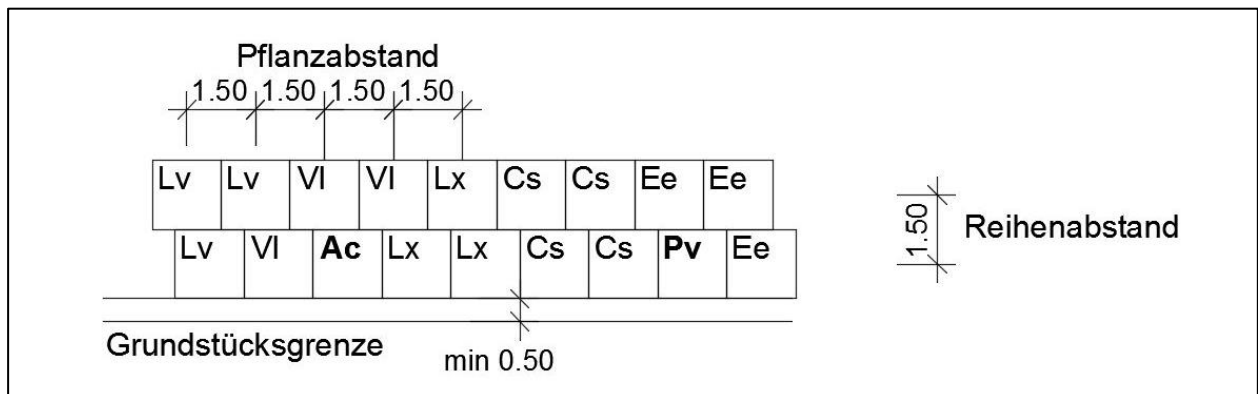 Pflanzabstand
1.50 1.50 1.50 1.50
Lv Lv Vl Vl Lx Cs Cs Ee Ee
Lv Vl Ac Lx Lx Cs Cs Pv Ee
1.50 Reihenabstand
Grundstücksgrenze
min 0.50